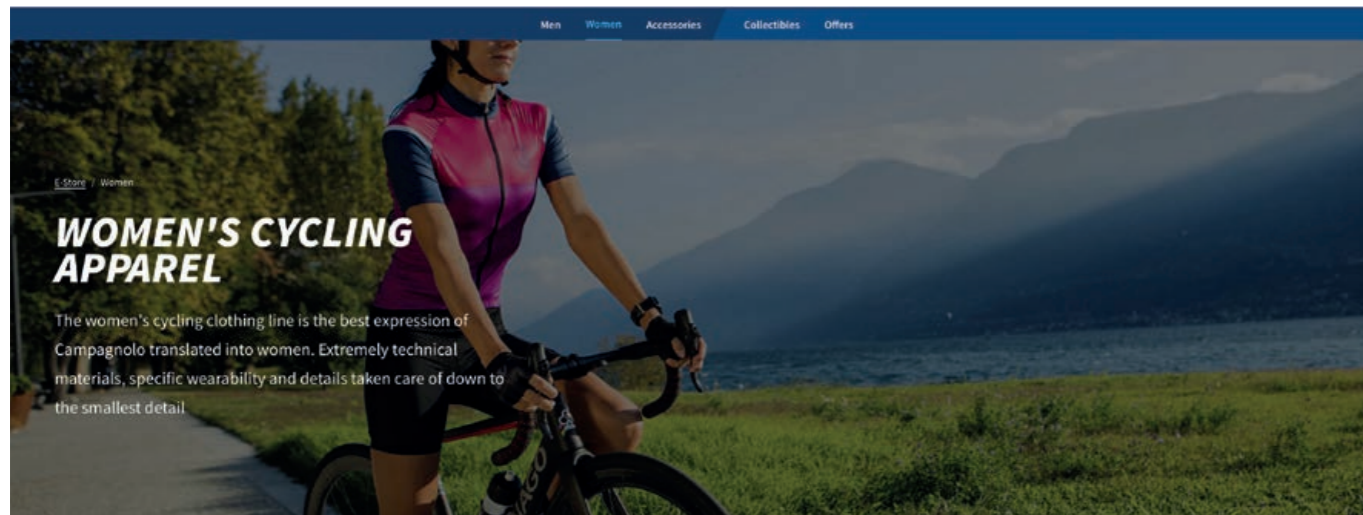 Men Women Accessories Collectibles Offers
E-Store / Women
WOMEN'S CYCLING
APPAREL
The women's cycling clothing line is the best expression of
Campagnolo translated into women. Extremely technical
materials, specific wearability and details taken care of down to
the smallest detail